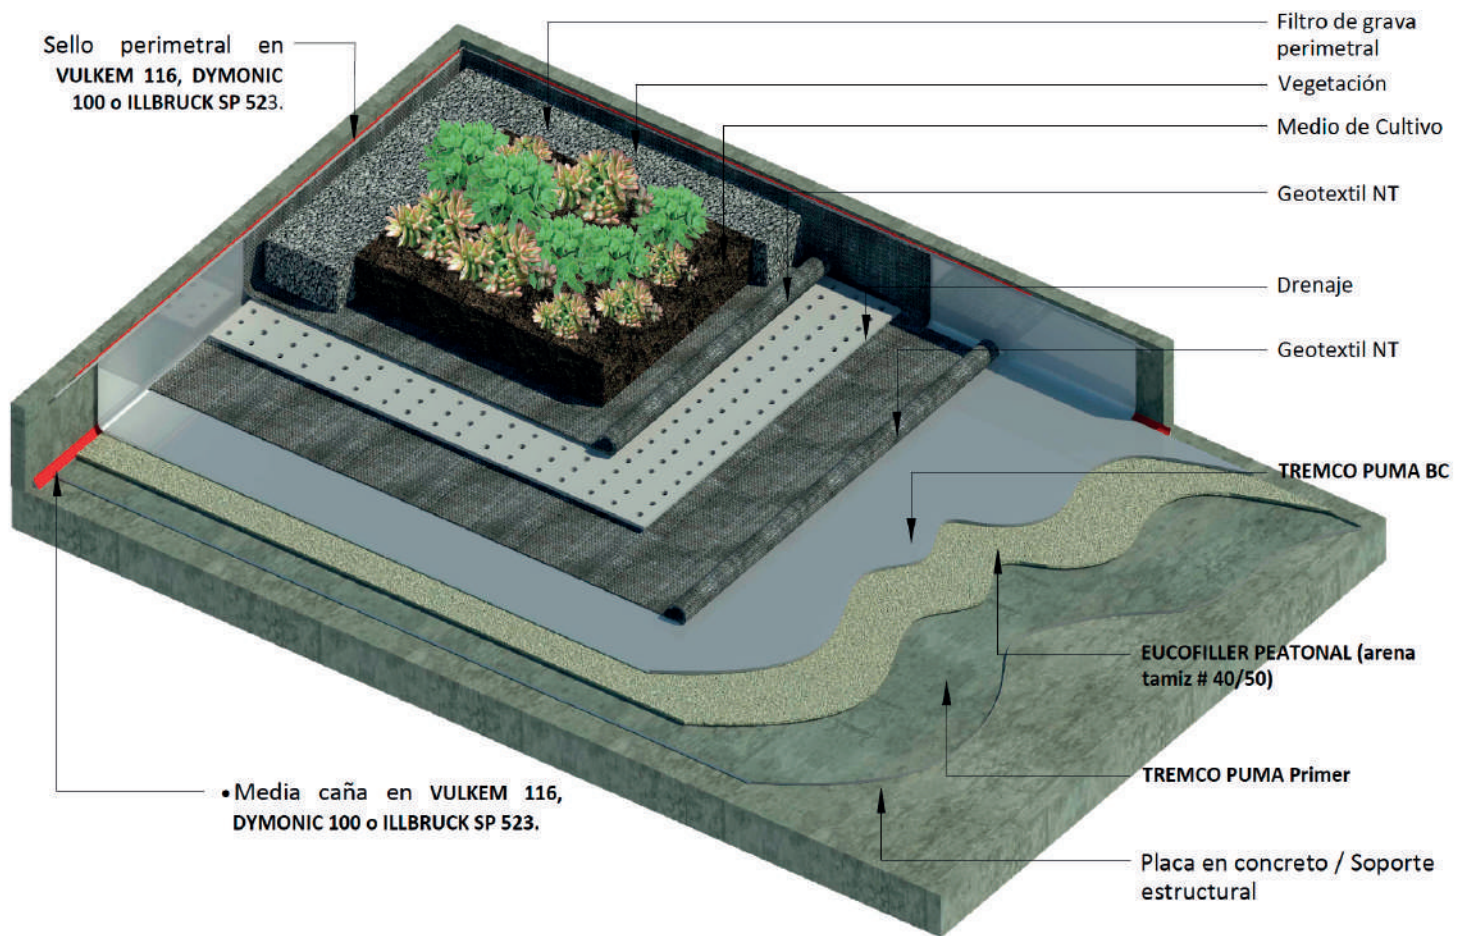 Sello perimetral en
VULKEM 116, DYMONIC
100 o ILLBRUCK SP 523.
Filtro de grava
perimetral
Vegetación
Medio de Cultivo
Geotextil NT
Drenaje
Geotextil NT
TREMCO PUMA BC
EUCOFILLER PEATONAL (arena
tamiz # 40/50)
TREMCO PUMA Primer
• Media caña en VULKEM 116,
DYMONIC 100 o ILLBRUCK SP 523.
Placa en concreto / Soporte
estructural